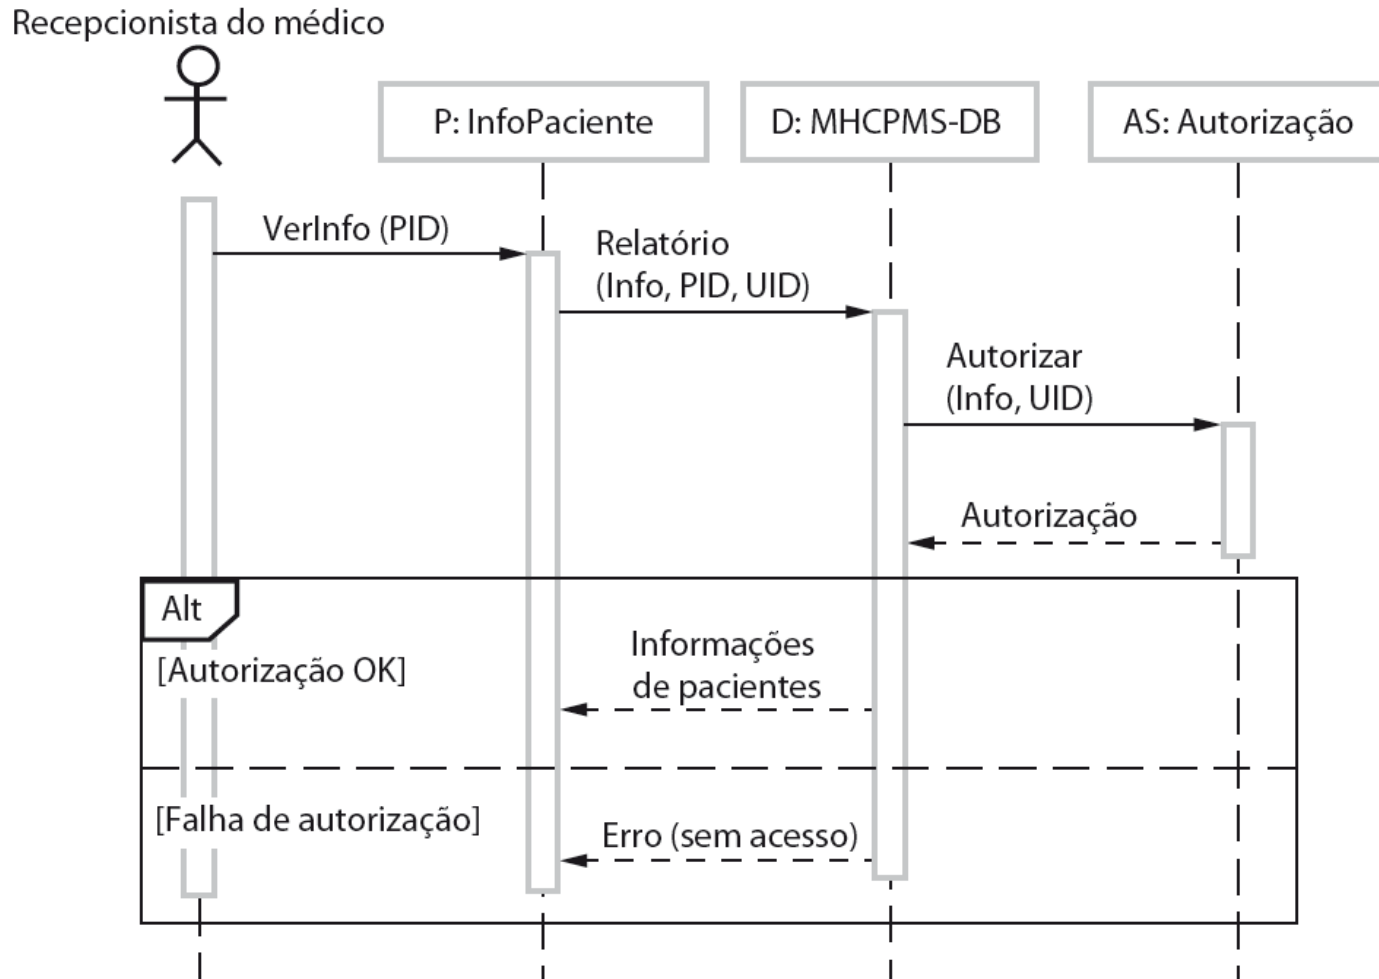 Recepcionista do médico
P: InfoPaciente
D: MHCPMS-DB
AS: Autorização
VerInfo (PID)
Relatório
(Info, PID, UID)
Autorizar
(Info, UID)
Autorização
Alt
[Autorização OK]
Informações
de pacientes
[Falha de autorização]
Erro (sem acesso)